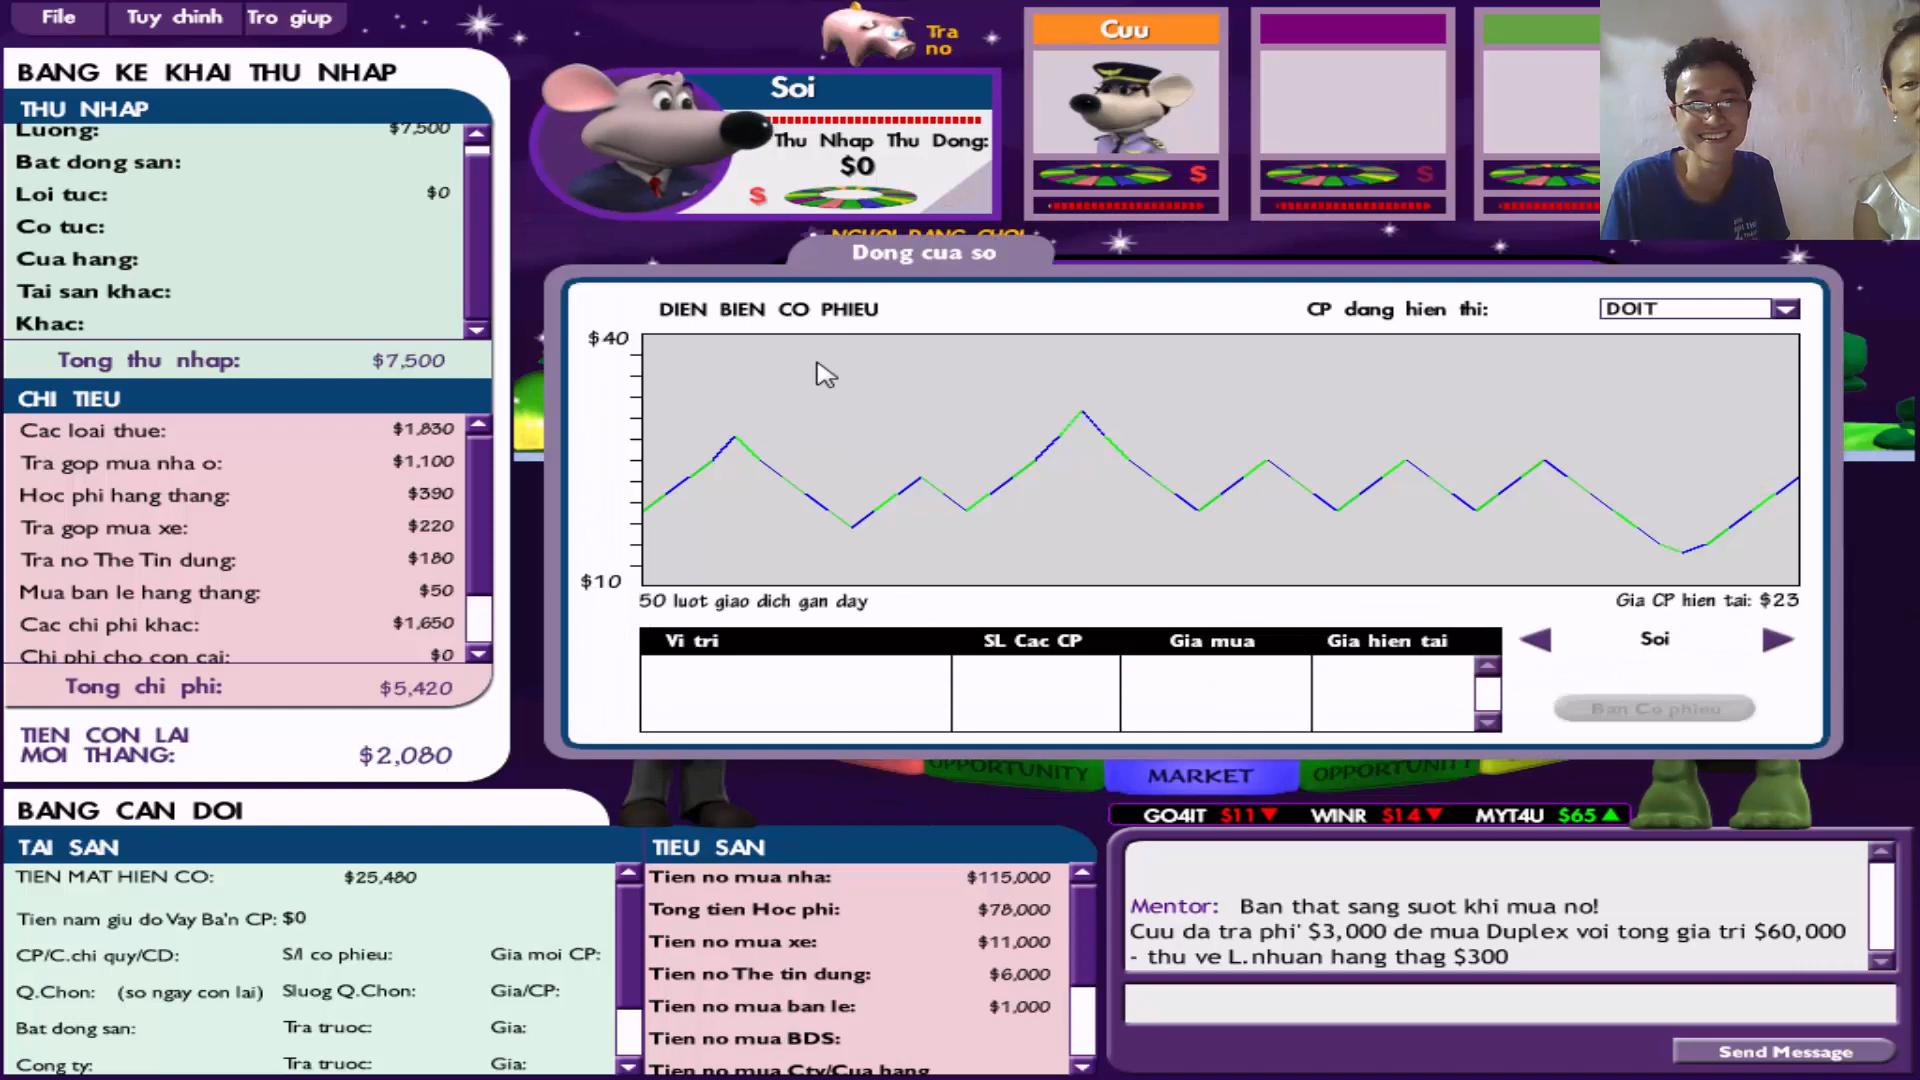 File
Tuy chinh
Tro giup
BANG KE KHAI THU NHAP
THU NHAP
Luong: $7,500
Bat dong san:
Loi tuc: $0
Co tuc:
Cua hang:
Tai san khac:
Khac:
Tong thu nhap: $7,500
CHI TIEU
Cac loai thue: $1,830
Tra gop mua nha o: $1,100
Hoc phi hang thang: $390
Tra gop mua xe: $220
Tra no The Tin dung: $180
Mua ban le hang thang: $50
Cac chi phi khac: $1,650
Chi phi cho con cai: $0
Tong chi phi: $5,420
TIEN CON LAI
MOI THANG: $2,080
Tra
no
Soi
Thu Nhap Thu Dong:
$0
$
Cuu
$
$
NGUOI DANG CHOI
Dong cua so
DIEN BIEN CO PHIEU
CP dang hien thi: DOIT
$40
$10
50 luot giao dich gan day
Gia CP hien tai: $23
Vi tri SL Cac CP Gia mua Gia hien tai
Soi
Ban Co phieu
OPPORTUNITY
MARKET
OPPORTUNITY
GO4IT $11 WINR $14 MYT4U $65
BANG CAN DOI
TAI SAN
TIEN MAT HIEN CO: $25,480
Tien nam giu do Vay Ba'n CP: $0
CP/C.chi quy/CD: S/l co phieu: Gia moi CP:
Q.Chon: (so ngay con lai) Sluog Q.Chon: Gia/CP:
Bat dong san: Tra truoc: Gia:
Cong ty: Tra truoc: Gia:
TIEU SAN
Tien no mua nha: $115,000
Tong tien Hoc phi: $78,000
Tien no mua xe: $11,000
Tien no The tin dung: $6,000
Tien no mua ban le: $1,000
Tien no mua BDS:
Tien no mua Cty/Cua hang
Mentor: Ban that sang suot khi mua no!
Cuu da tra phi' $3,000 de mua Duplex voi tong gia tri $60,000
- thu ve L.nhuan hang thag $300
Send Message